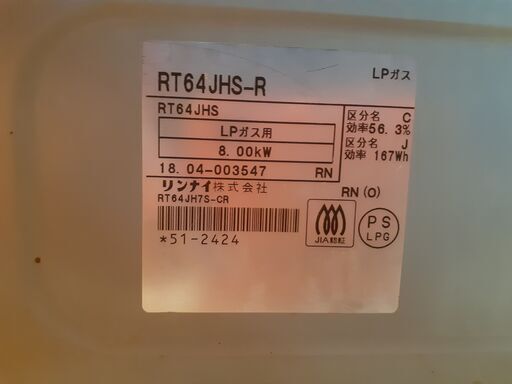 RT64JHS-R
LPガス
RT64JHS
LPガス用
8.00kW
18.04-003547 RN
区分名 C
効率56.3%
区分名 J
効率 167Wh
リンナイ株式会社
RN(O)
RT64JH7S-CR
*51-2424
JIA認証
PS
LPG